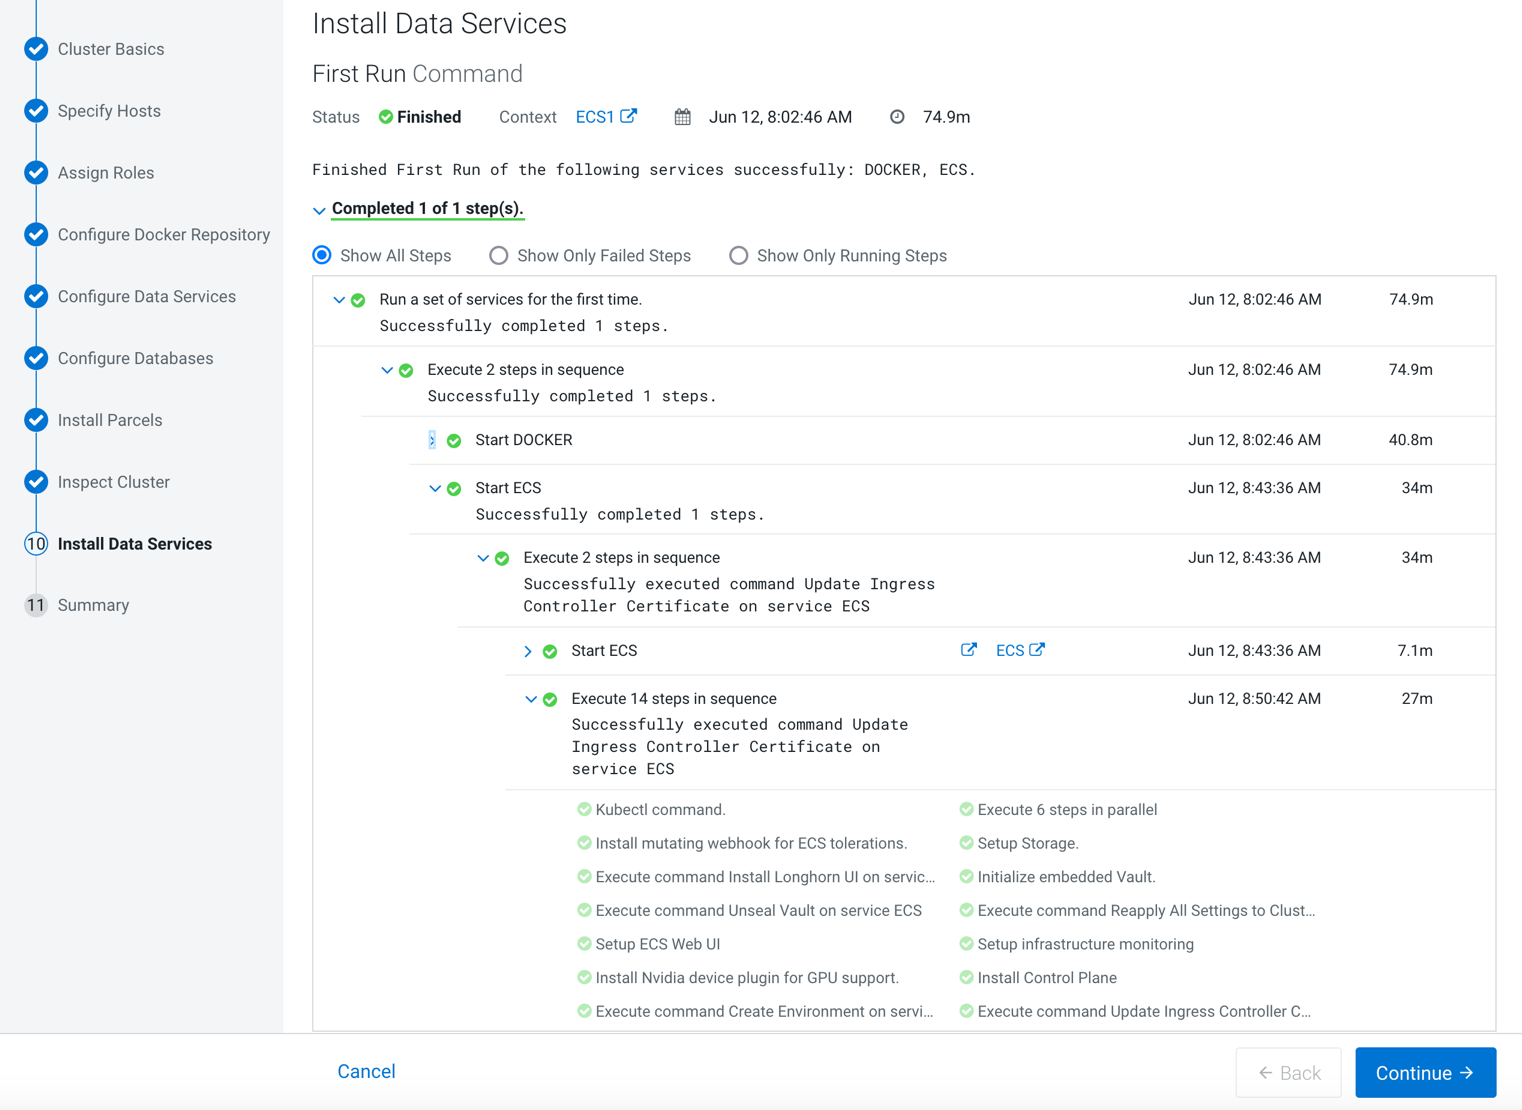 Install Data Services
First Run Command
Status Finished Context ECS1 Jun 12, 8:02:46 AM 74.9m
Finished First Run of the following services successfully: DOCKER, ECS.
Completed 1 of 1 step(s).
Show All Steps Show Only Failed Steps Show Only Running Steps
Cluster Basics
Specify Hosts
Assign Roles
Configure Docker Repository
Configure Data Services
Configure Databases
Install Parcels
Inspect Cluster
10 Install Data Services
11 Summary
Run a set of services for the first time. Jun 12, 8:02:46 AM 74.9m
Successfully completed 1 steps.
Execute 2 steps in sequence Jun 12, 8:02:46 AM 74.9m
Successfully completed 1 steps.
Start DOCKER Jun 12, 8:02:46 AM 40.8m
Start ECS Jun 12, 8:43:36 AM 34m
Successfully completed 1 steps.
Execute 2 steps in sequence Jun 12, 8:43:36 AM 34m
Successfully executed command Update Ingress
Controller Certificate on service ECS
Start ECS ECS Jun 12, 8:43:36 AM 7.1m
Execute 14 steps in sequence Jun 12, 8:50:42 AM 27m
Successfully executed command Update
Ingress Controller Certificate on
service ECS
Kubectl command. Execute 6 steps in parallel
Install mutating webhook for ECS tolerations. Setup Storage.
Execute command Install Longhorn UI on servic... Initialize embedded Vault.
Execute command Unseal Vault on service ECS Execute command Reapply All Settings to Clust...
Setup ECS Web UI Setup infrastructure monitoring
Install Nvidia device plugin for GPU support. Install Control Plane
Execute command Create Environment on servi... Execute command Update Ingress Controller C...
Cancel Back Continue